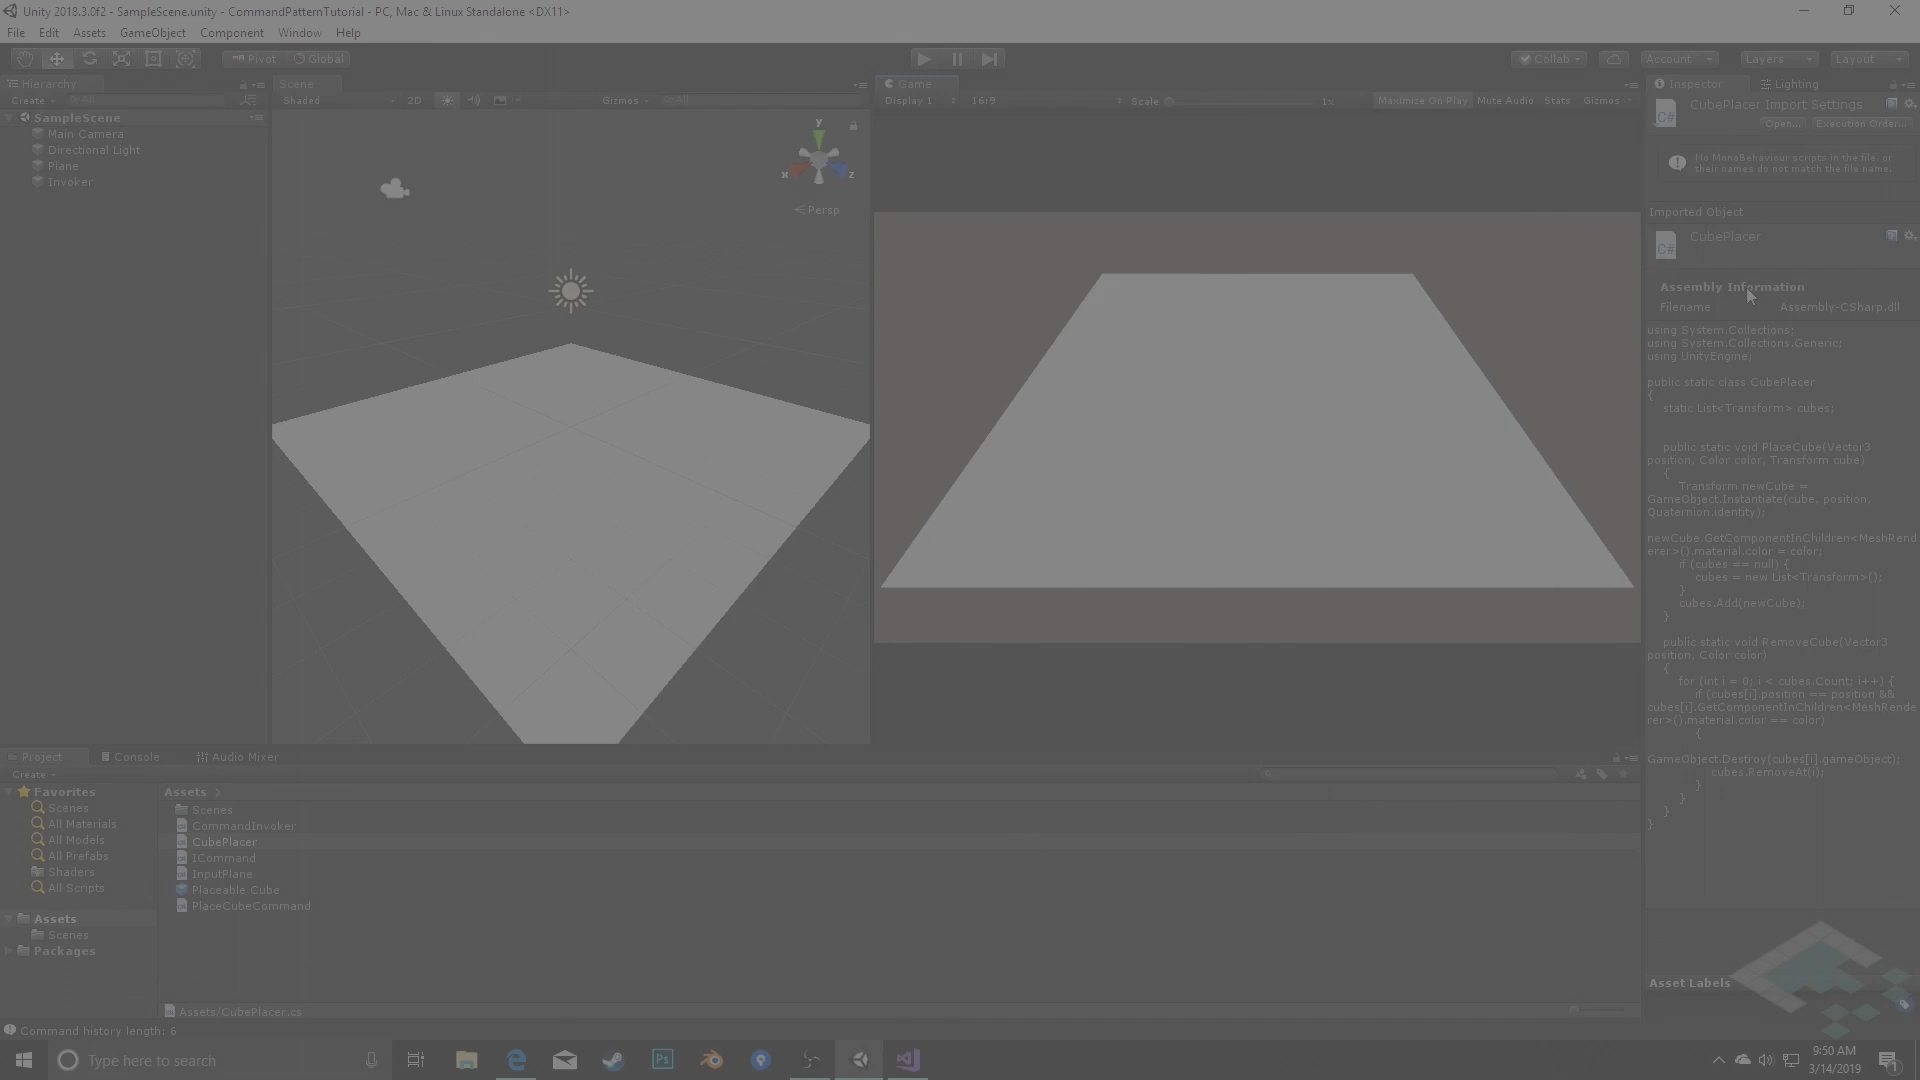 Unity 2018.3.0f2 - SampleScene.unity - CommandPatternTutorial - PC, Mac & Linux Standalone <DX11>
File Edit Assets GameObject Component Window Help
Pivot Global Collab Account Layers Layout
Hierarchy
Create All
SampleScene
Main Camera
Directional Light
Plane
Invoker
Scene
Shaded 2D Gizmos All
y
x z
Persp
Game
Display 1 16:9 Scale 1x Maximize On Play Mute Audio Stats Gizmos
Inspector Lighting
CubePlacer Import Settings
Open... Execution Order...
No MonoBehaviour scripts in the file, or
their names do not match the file name.
Imported Object
CubePlacer
Assembly Information
Filename Assembly-CSharp.dll
using System.Collections;
using System.Collections.Generic;
using UnityEngine;
public static class CubePlacer
{
static List<Transform> cubes;
public static void PlaceCube(Vector3
position, Color color, Transform cube)
{
Transform newCube =
GameObject.Instantiate(cube, position,
Quaternion.identity);
newCube.GetComponentInChildren<MeshRend
erer>().material.color = color;
if (cubes == null) {
cubes = new List<Transform>();
}
cubes.Add(newCube);
}
public static void RemoveCube(Vector3
position, Color color)
{
for (int i = 0; i < cubes.Count; i++) {
if (cubes[i].position == position &&
cubes[i].GetComponentInChildren<MeshRende
rer>().material.color == color)
{
GameObject.Destroy(cubes[i].gameObject);
cubes.RemoveAt(i);
}
}
}
}
Asset Labels
Project Console Audio Mixer
Create
Favorites
Scenes
All Materials
All Models
All Prefabs
Shaders
All Scripts
Assets
Scenes
Packages
Assets >
Scenes
CommandInvoker
CubePlacer
ICommand
InputPlane
Placeable Cube
PlaceCubeCommand
Assets/CubePlacer.cs
Command history length: 6
Type here to search
Ps
9:50 AM
3/14/2019